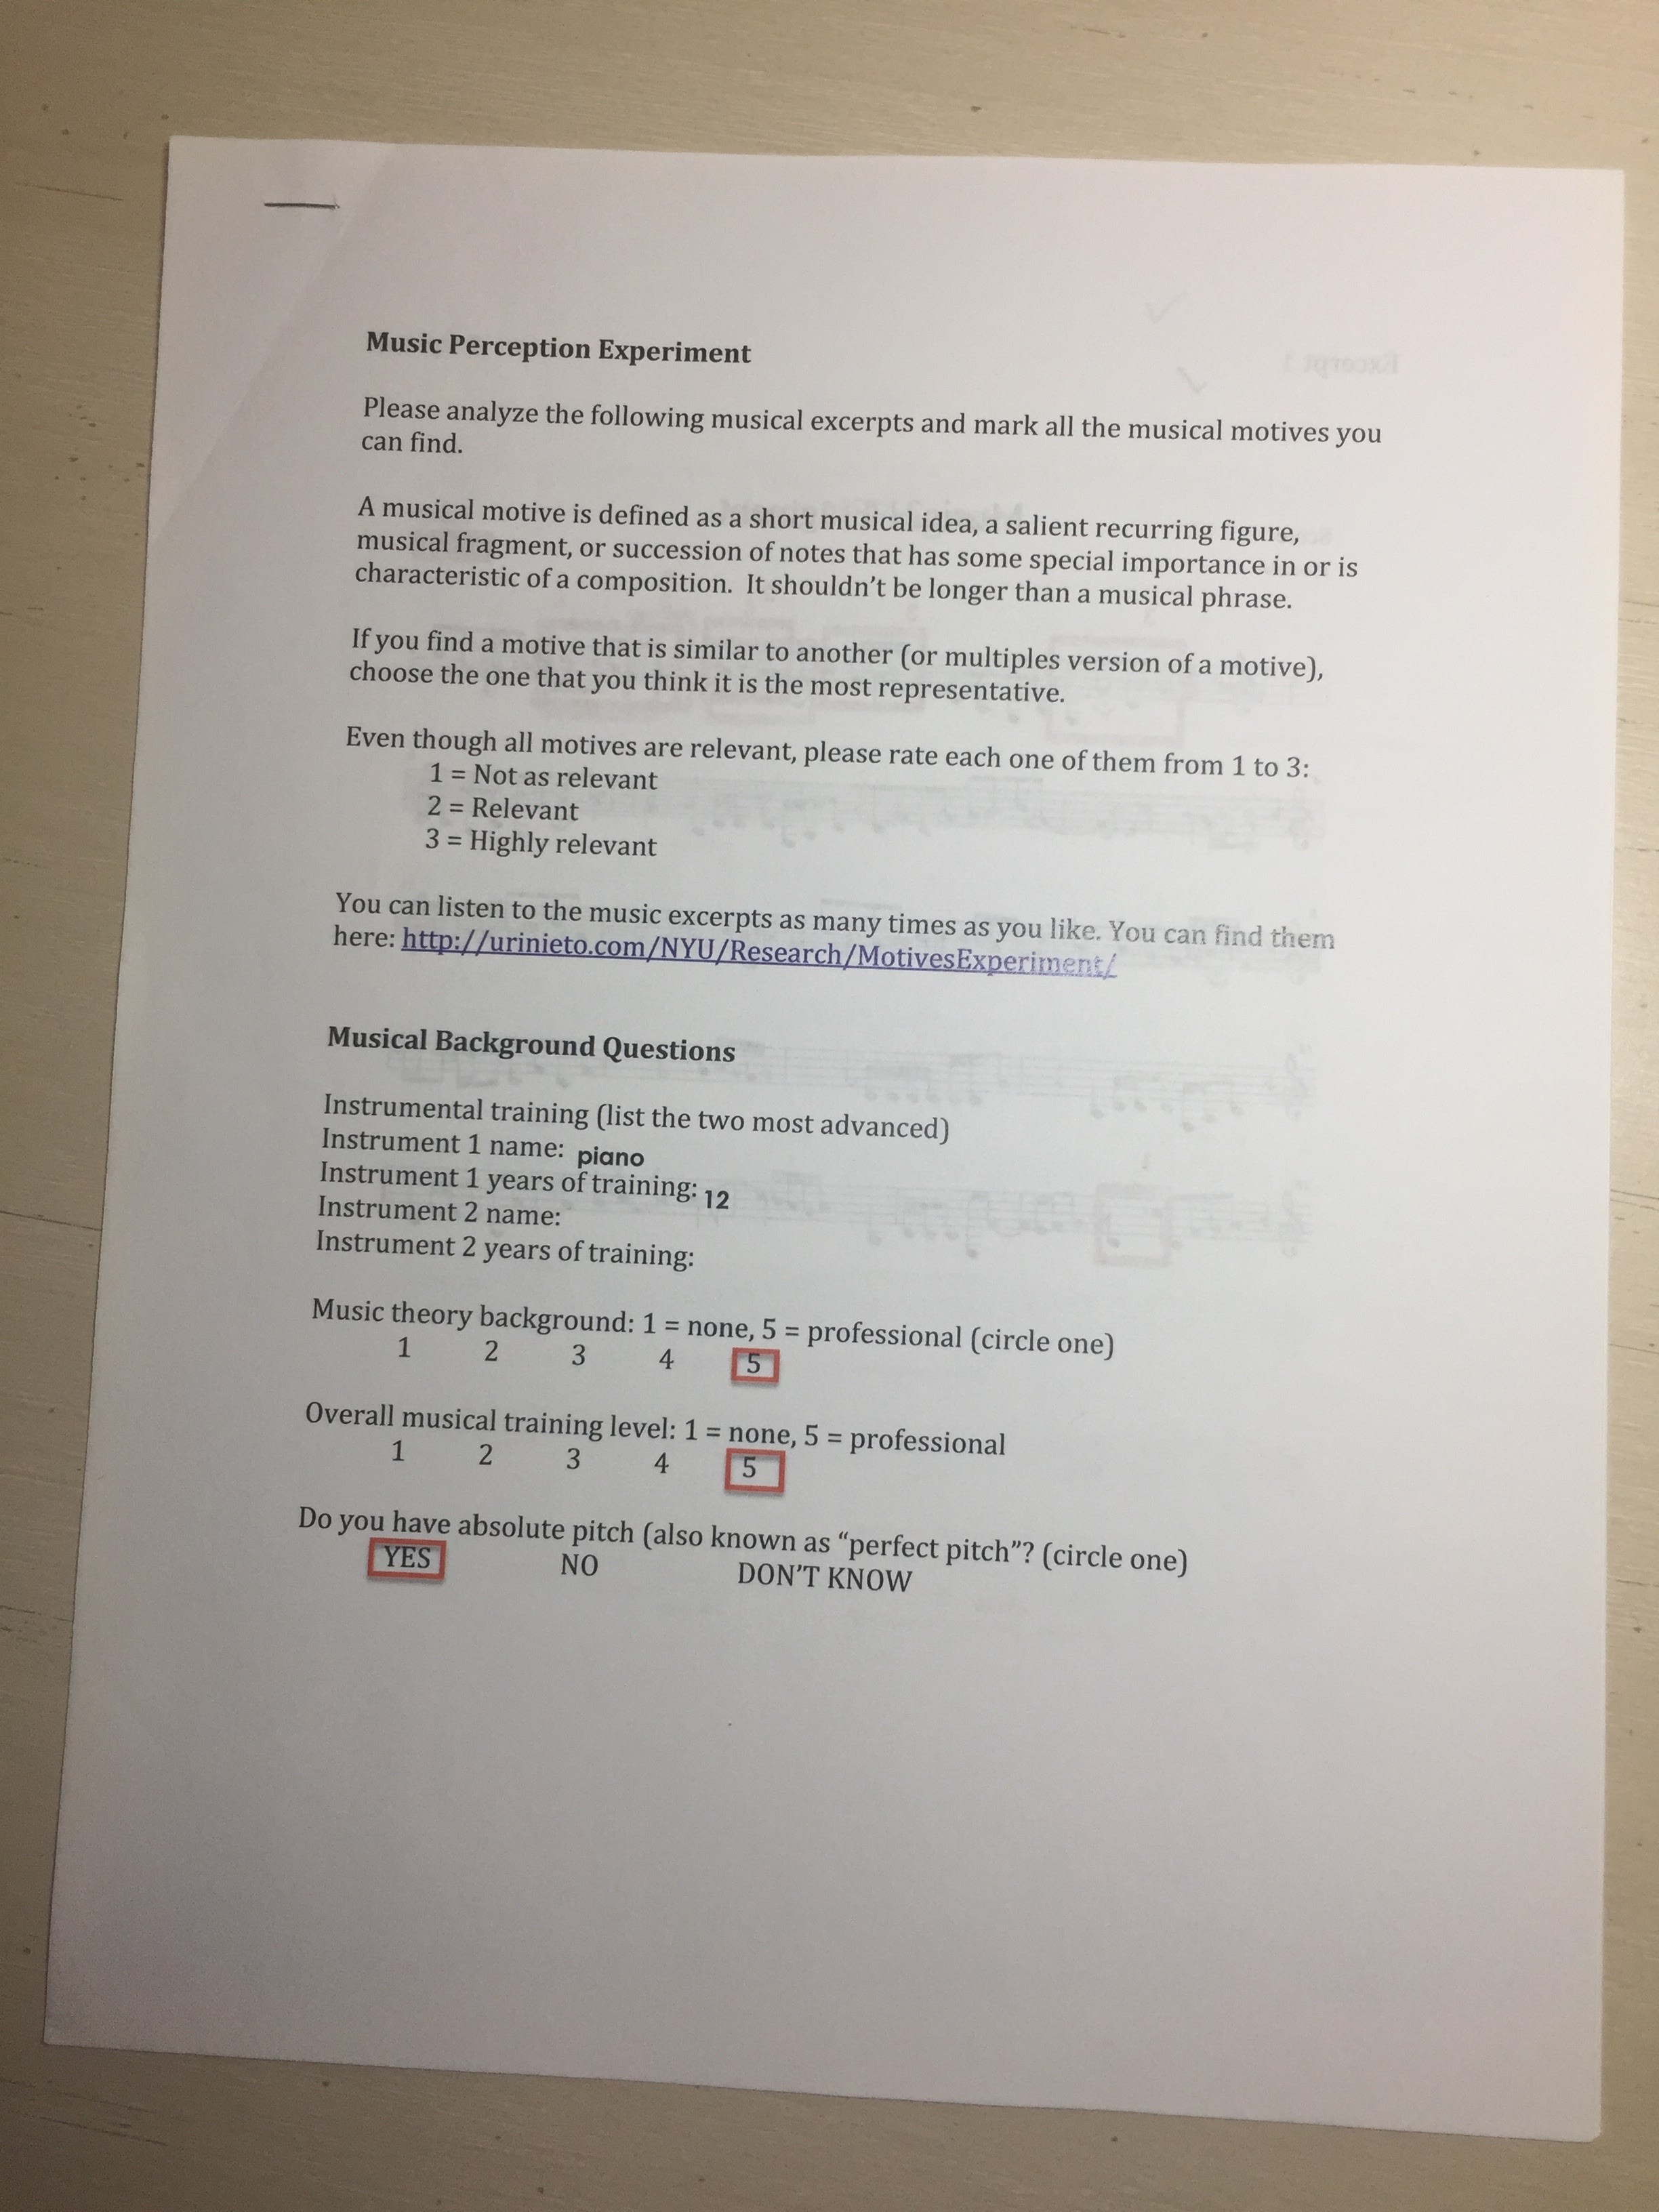 Music Perception Experiment
Please analyze the following musical excerpts and mark all the musical motives you
can find.
A musical motive is defined as a short musical idea, a salient recurring figure,
musical fragment, or succession of notes that has some special importance in or is
characteristic of a composition.  It shouldn't be longer than a musical phrase.
If you find a motive that is similar to another (or multiples version of a motive),
choose the one that you think it is the most representative.
Even though all motives are relevant, please rate each one of them from 1 to 3:
1 = Not as relevant
2 = Relevant
3 = Highly relevant
You can listen to the music excerpts as many times as you like. You can find them
here: http://urinieto.com/NYU/Research/MotivesExperiment/
Musical Background Questions
Instrumental training (list the two most advanced)
Instrument 1 name: piano
Instrument 1 years of training: 12
Instrument 2 name:
Instrument 2 years of training:
Music theory background: 1 = none, 5 = professional (circle one)
1 2 3 4 5
Overall musical training level: 1 = none, 5 = professional
1 2 3 4 5
Do you have absolute pitch (also known as “perfect pitch”? (circle one)
YES NO DON'T KNOW